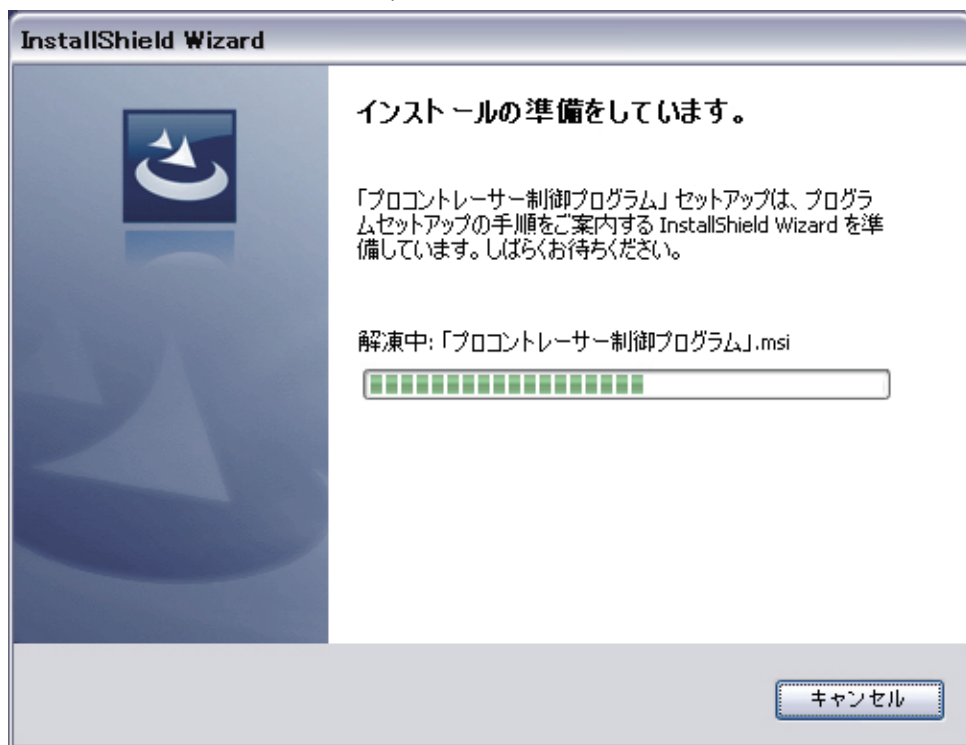 InstallShield Wizard
インストールの準備をしています。
「プロコントレーサー制御プログラム」セットアップは、プログラ
ムセットアップの手順をご案内する InstallShield Wizard を準
備しています。しばらくお待ちください。
解凍中:「プロコントレーサー制御プログラム」.msi
キャンセル